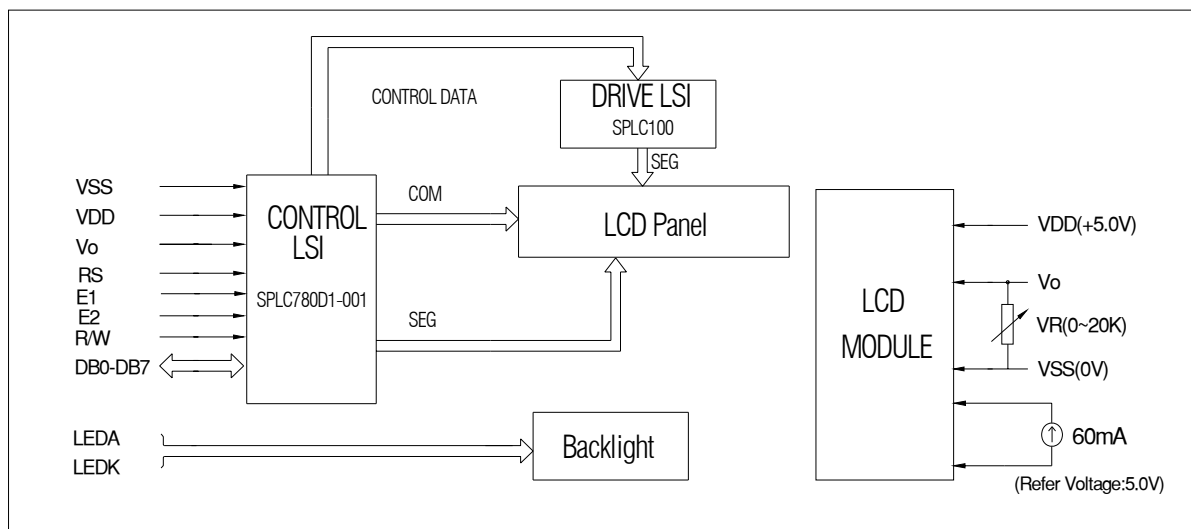 CONTROL DATA
DRIVE LSI
SPLC100
SEG
VSS
VDD
Vo
RS
E1
E2
R/W
DB0-DB7
CONTROL
LSI
SPLC780D1-001
COM
SEG
LCD Panel
LEDA
LEDK
Backlight
LCD
MODULE
VDD(+5.0V)
Vo
VR(0~20K)
VSS(0V)
60mA
(Refer Voltage:5.0V)